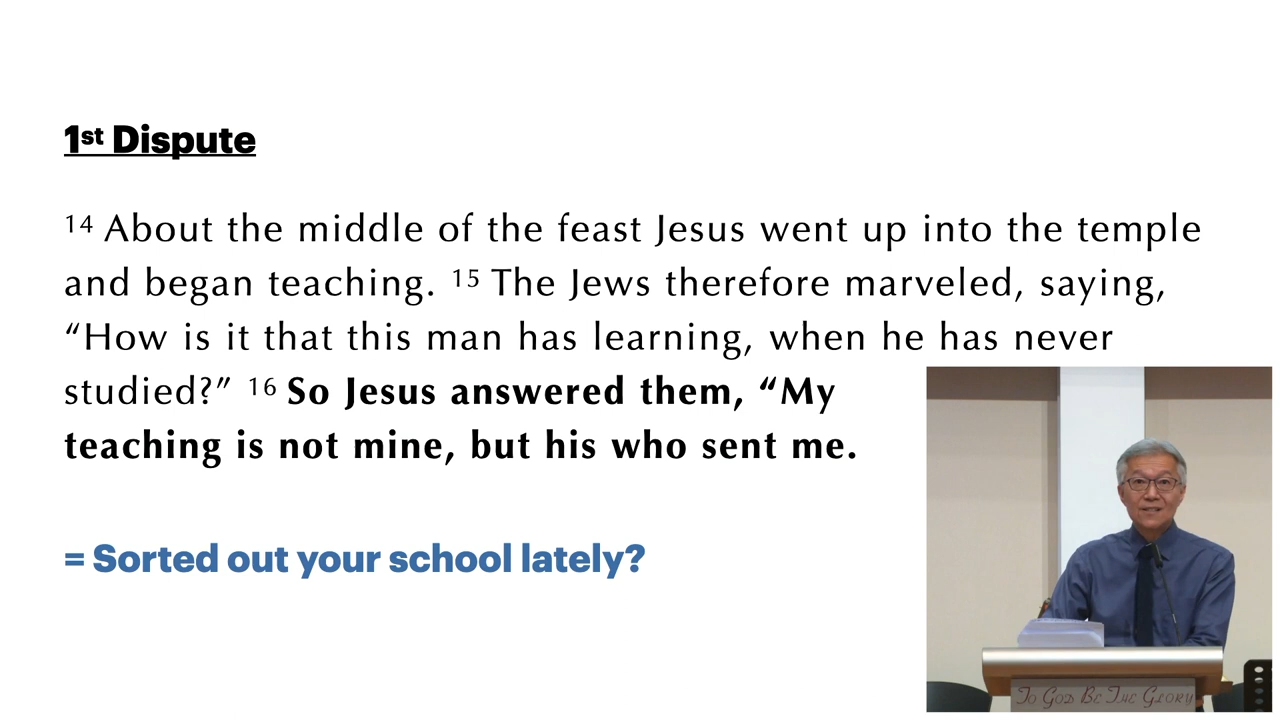 1st Dispute
14 About the middle of the feast Jesus went up into the temple
and began teaching. 15 The Jews therefore marveled, saying,
“How is it that this man has learning, when he has never
studied?” 16 So Jesus answered them, “My
teaching is not mine, but his who sent me.
= Sorted out your school lately?
To God Be The Glory